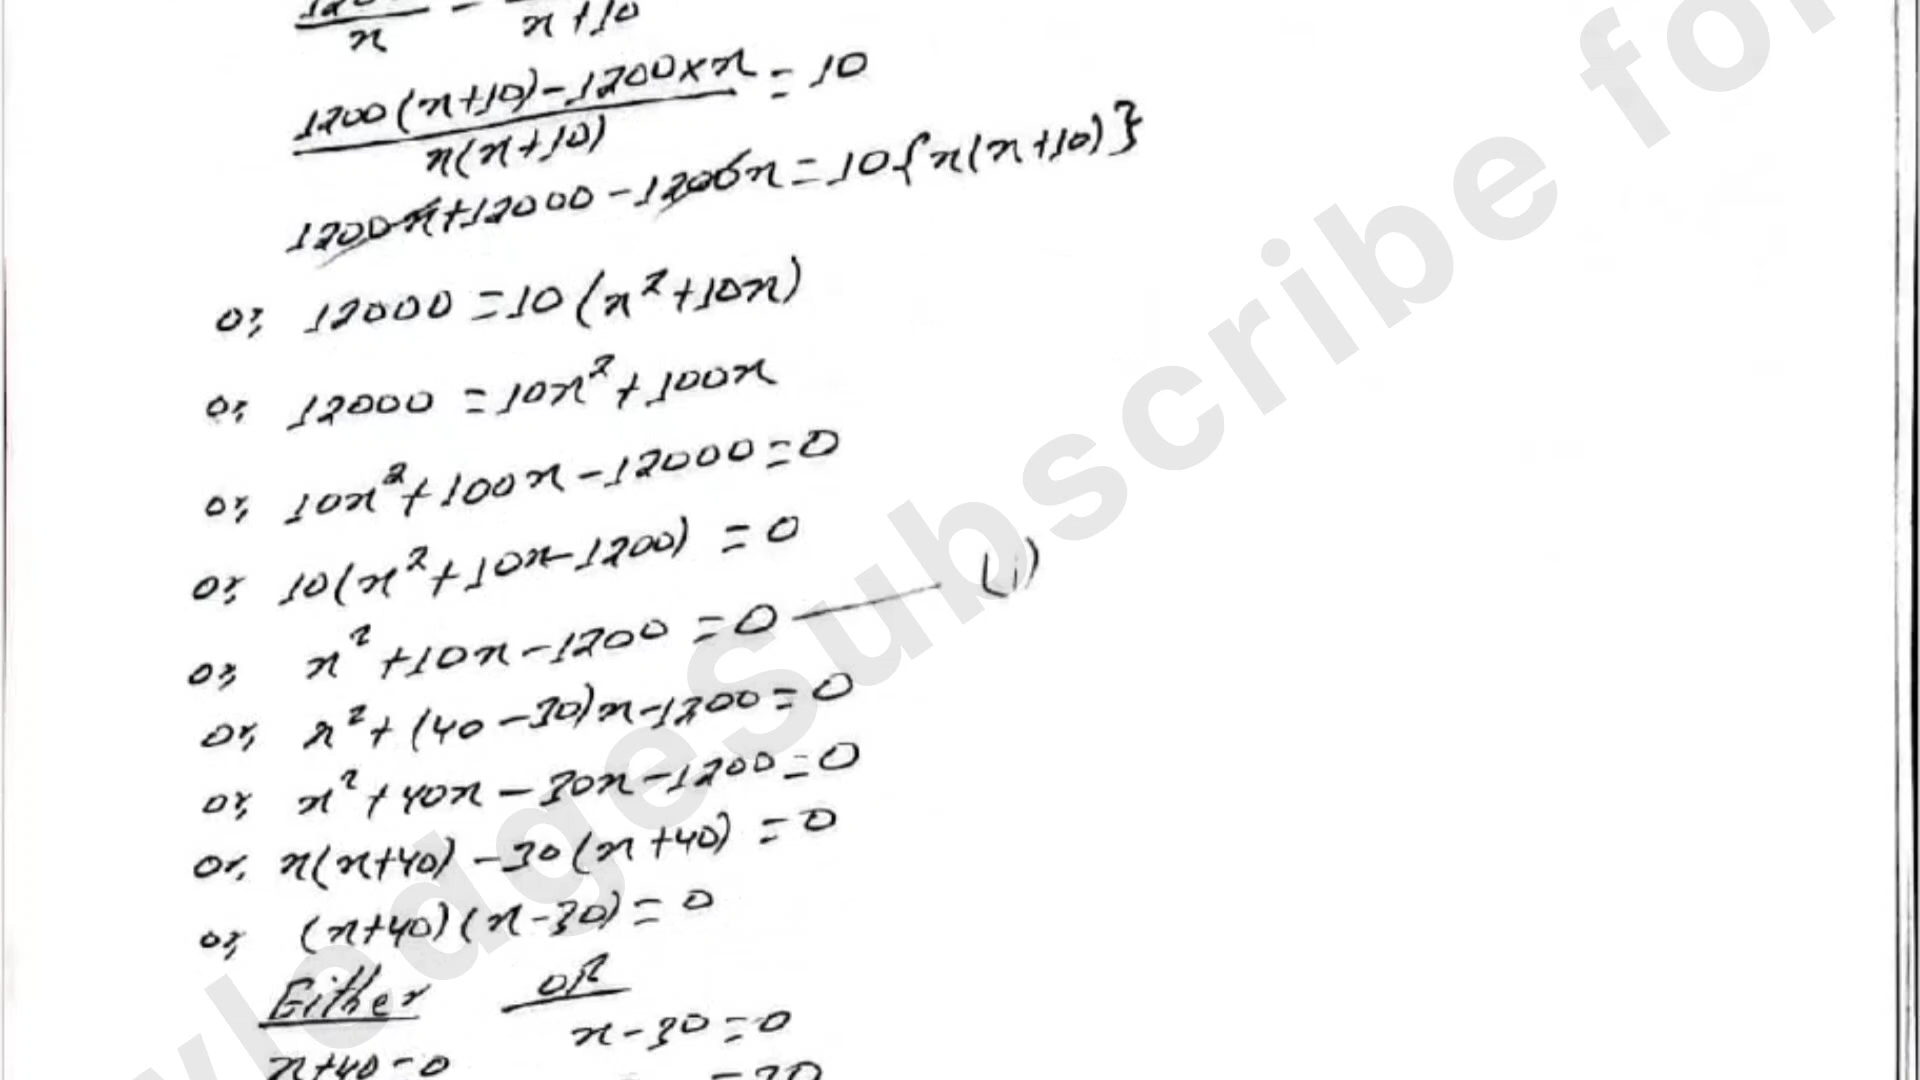 x x+10
1200(x+10)-1200×x = 10
x(x+10)
1200x+12000-1200x=10{x(x+10)}
or, 12000 =10(x²+10x)
or, 12000 =10x²+100x
or, 10x²+100x-12000=0
or, 10(x²+10x-1200) =0
or, x²+10x-1200=0 (i)
or, x²+(40-30)x-1200=0
or, x²+40x-30x-1200=0
or, x(x+40)-30(x+40)=0
or, (x+40)(x-30)=0
Either OR
x+40=0 x-30=0
=30
wledgeSubscribe for